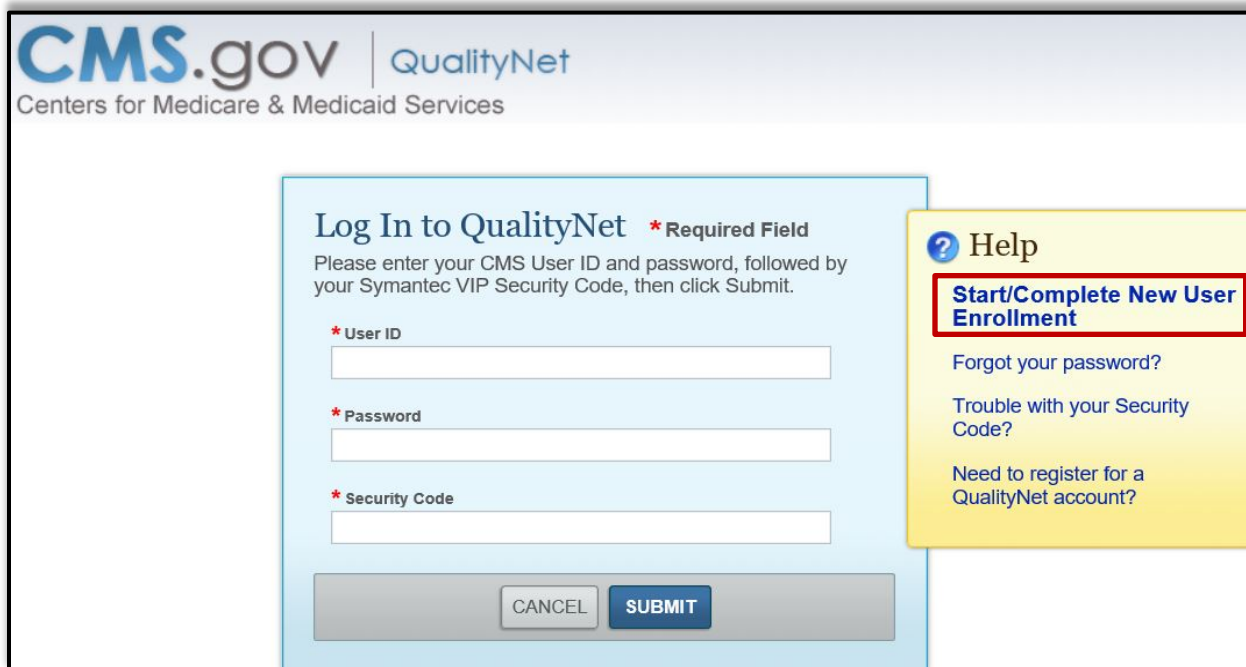 CMS.gov | QualityNet
Centers for Medicare & Medicaid Services
Log In to QualityNet * Required Field
Please enter your CMS User ID and password, followed by
your Symantec VIP Security Code, then click Submit.
* User ID
* Password
* Security Code
CANCEL SUBMIT
Help
Start/Complete New User
Enrollment
Forgot your password?
Trouble with your Security
Code?
Need to register for a
QualityNet account?